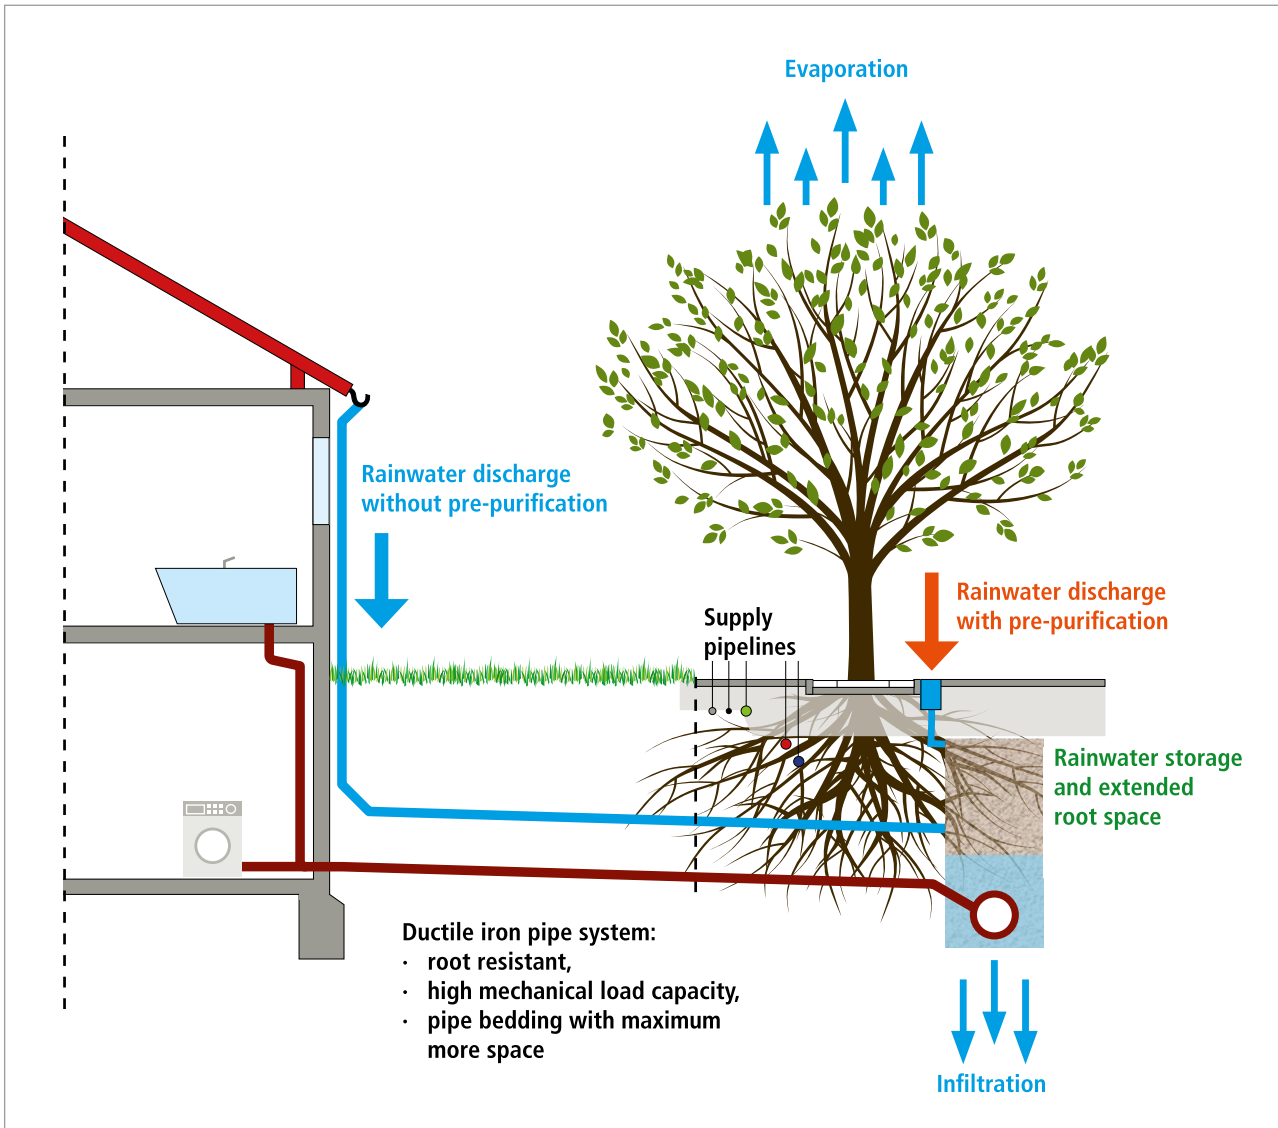 Evaporation
Rainwater discharge
without pre-purification
Rainwater discharge
with pre-purification
Supply
pipelines
Rainwater storage
and extended
root space
Ductile iron pipe system:
· root resistant,
· high mechanical load capacity,
· pipe bedding with maximum
more space
Infiltration